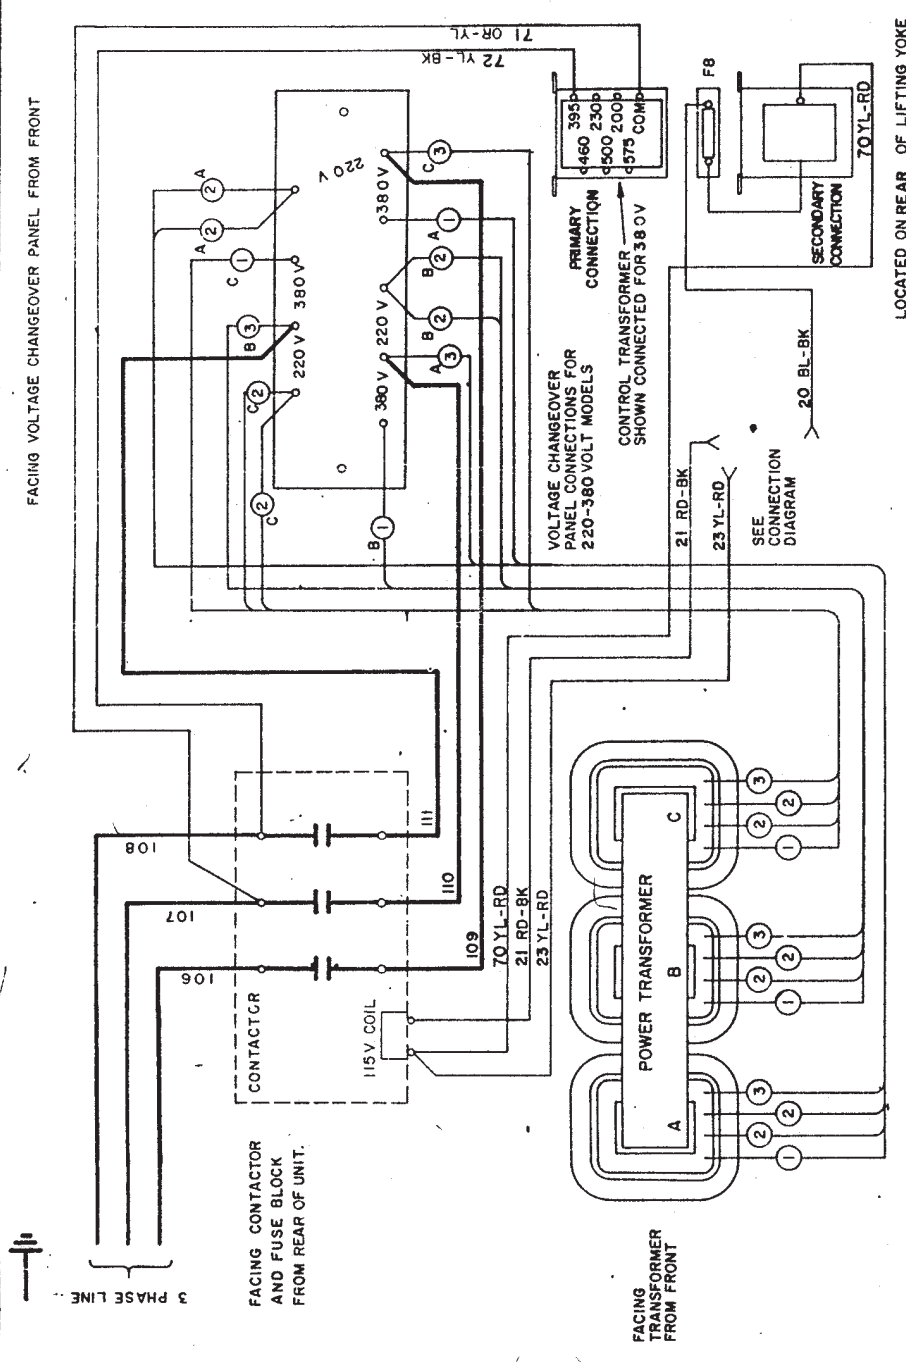 FACING VOLTAGE CHANGEOVER PANEL FROM FRONT
71 OR-YL
72 YL-BK
LOCATED ON REAR OF LIFTING YOKE
A
2
A
2
C
1
B
3
C
2
C
2
220 V
380 V
220 V
380 V
220 V
380 V
C
3
A
1
B
2
B
2
A
3
B
1
395
230
200
COM
460
500
575
PRIMARY
CONNECTION
CONTROL TRANSFORMER
SHOWN CONNECTED FOR 380V
F8
SECONDARY
CONNECTION
70 YL-RD
VOLTAGE CHANGEOVER
PANEL CONNECTIONS FOR
220-380 VOLT MODELS
20 BL-BK
21 RD-BK
23 YL-RD
SEE
CONNECTION
DIAGRAM
108
107
106
111
110
109
CONTACTOR
115 V COIL
70 YL-RD
21 RD-BK
23 YL-RD
3 PHASE LINE
FACING CONTACTOR
AND FUSE BLOCK
FROM REAR OF UNIT.
POWER TRANSFORMER
A
B
C
3
2
2
1
3
2
2
1
3
2
2
1
FACING
TRANSFORMER
FROM FRONT